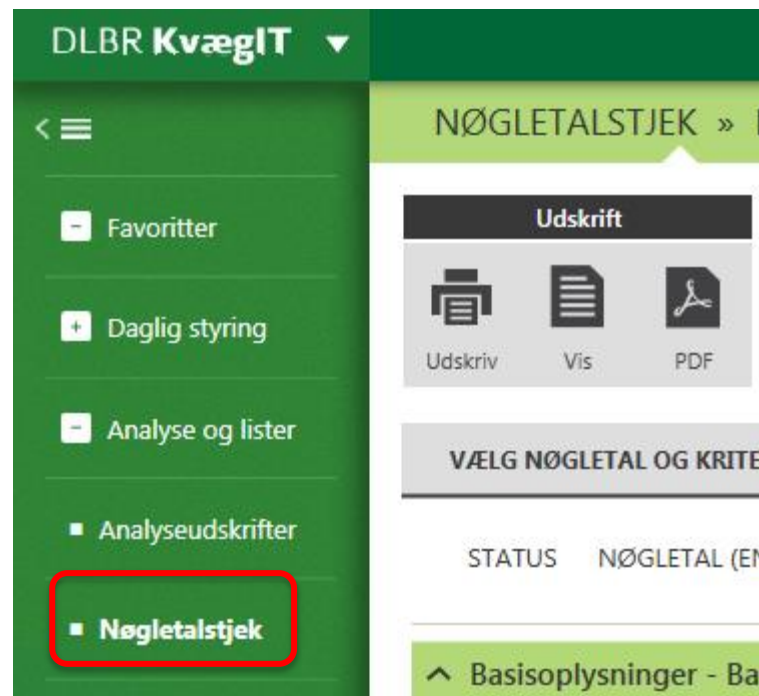 DLBR KvægIT
NØGLETALSTJEK »
Favoritter
Daglig styring
Analyse og lister
Analyseudskrifter
Nøgletalstjek
Udskrift
Udskriv Vis PDF
VÆLG NØGLETAL OG KRITE
STATUS NØGLETAL (EN
Basisoplysninger - Ba